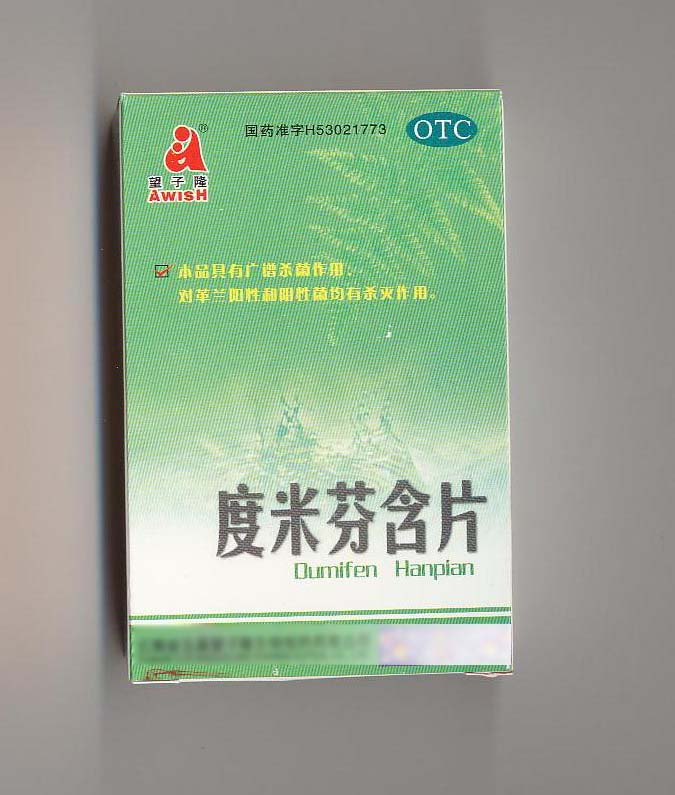 国药准字H53021773
OTC
®
望子隆
AWISH
本品具有广谱杀菌作用,
对革兰阳性和阴性菌均有杀灭作用。
度米芬含片
Dumifen Hanpian